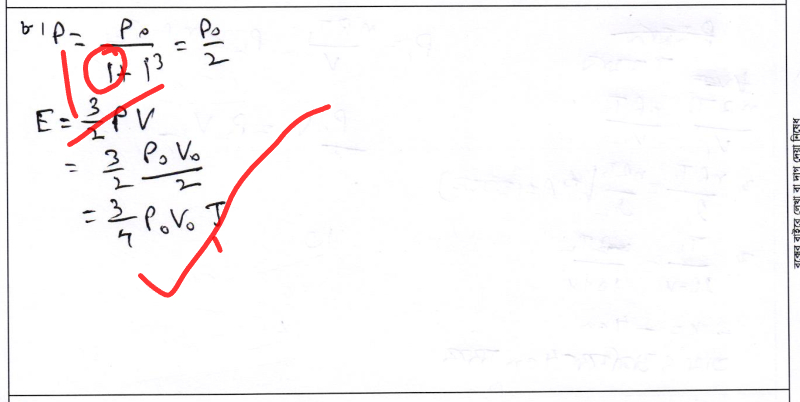 ৮। P = P₀ / (1 + 1³) = P₀ / 2
E = 3/2 PV
= 3/2 P₀V₀ / 2
= 3/4 P₀V₀ J
বক্সের বাইরে লেখা বা দাগ দেয়া নিষেধ